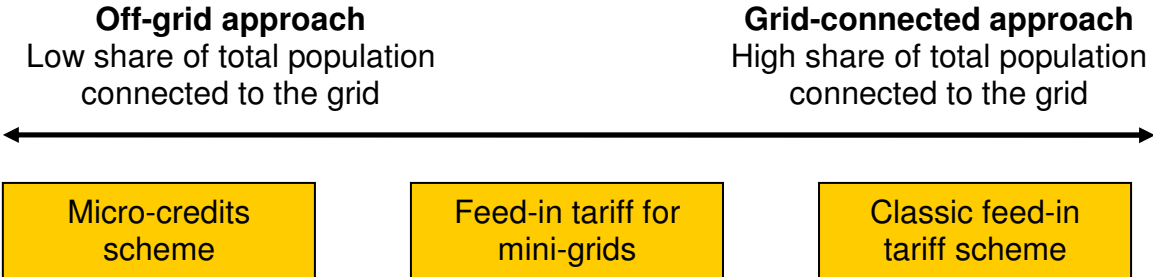 Off-grid approach
Low share of total population
connected to the grid
Grid-connected approach
High share of total population
connected to the grid
Micro-credits
scheme
Feed-in tariff for
mini-grids
Classic feed-in
tariff scheme